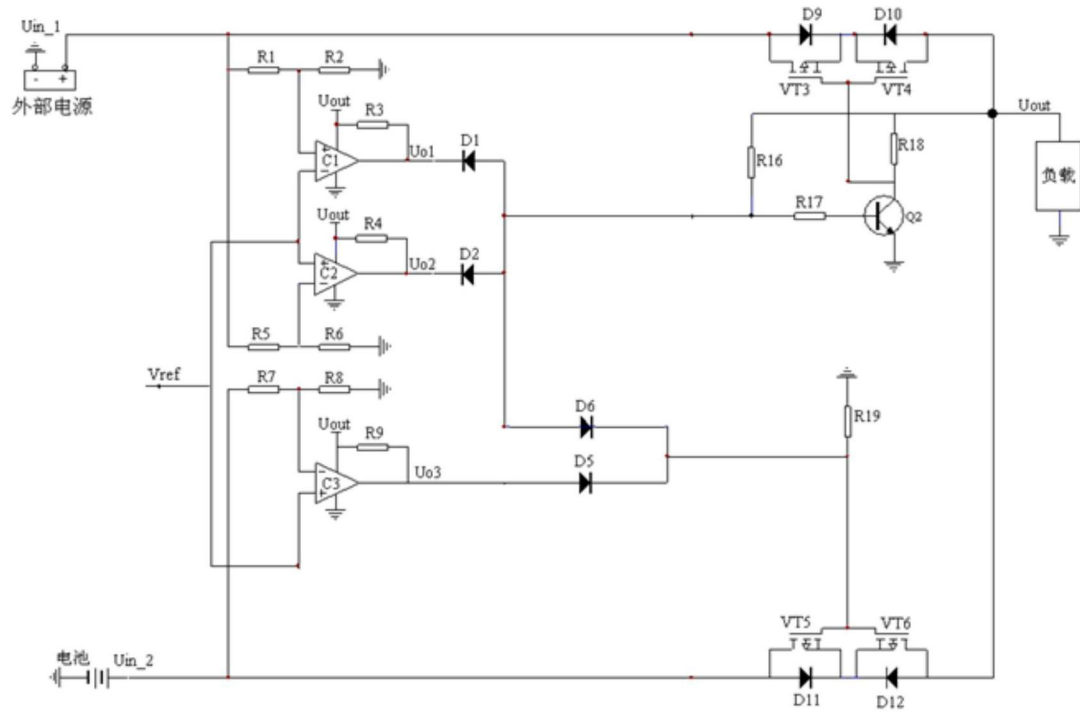 Uin_1
- +
外部电源
R1
R2
Uout
R3
C1
+
-
Uo1
D1
Uout
R4
C2
+
-
Uo2
D2
R5
R6
Vref
R7
R8
Uout
R9
C3
-
+
Uo3
D6
D5
D9
D10
VT3
VT4
R16
R18
R17
Q2
Uout
负载
R19
VT5
VT6
D11
D12
电池
Uin_2